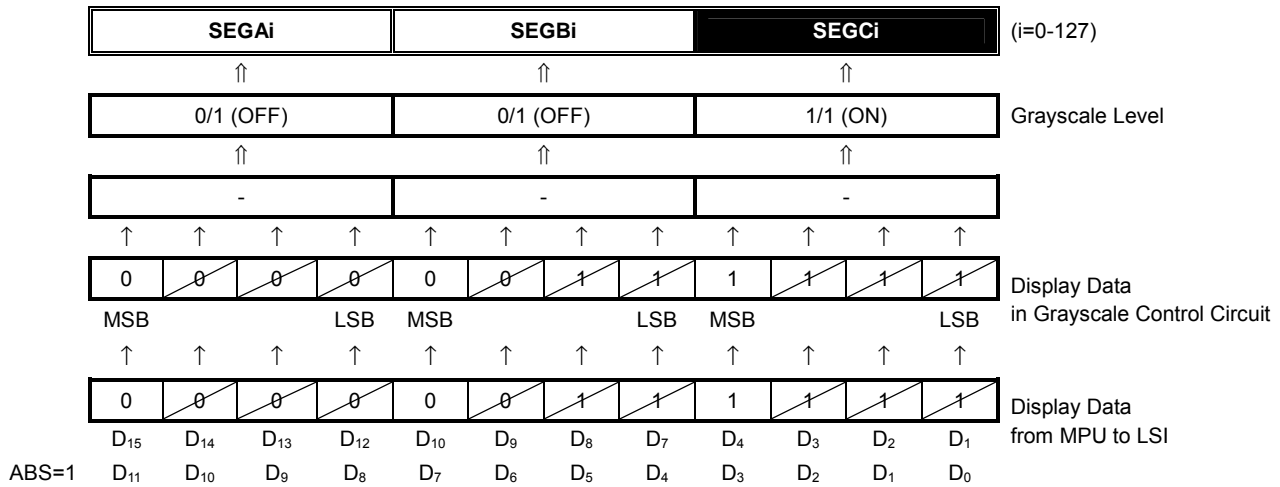 SEGAi SEGBi SEGCi (i=0-127)
⇑ ⇑ ⇑
0/1 (OFF) 0/1 (OFF) 1/1 (ON) Grayscale Level
⇑ ⇑ ⇑
- - -
↑ ↑ ↑ ↑ ↑ ↑ ↑ ↑ ↑ ↑ ↑ ↑
0 0 0 0 0 0 1 1 1 1 1 1 Display Data
in Grayscale Control Circuit
MSB LSB MSB LSB MSB LSB
↑ ↑ ↑ ↑ ↑ ↑ ↑ ↑ ↑ ↑ ↑ ↑
0 0 0 0 0 0 1 1 1 1 1 1 Display Data
from MPU to LSI
D₁₅ D₁₄ D₁₃ D₁₂ D₁₀ D₉ D₈ D₇ D₄ D₃ D₂ D₁
ABS=1 D₁₁ D₁₀ D₉ D₈ D₇ D₆ D₅ D₄ D₃ D₂ D₁ D₀